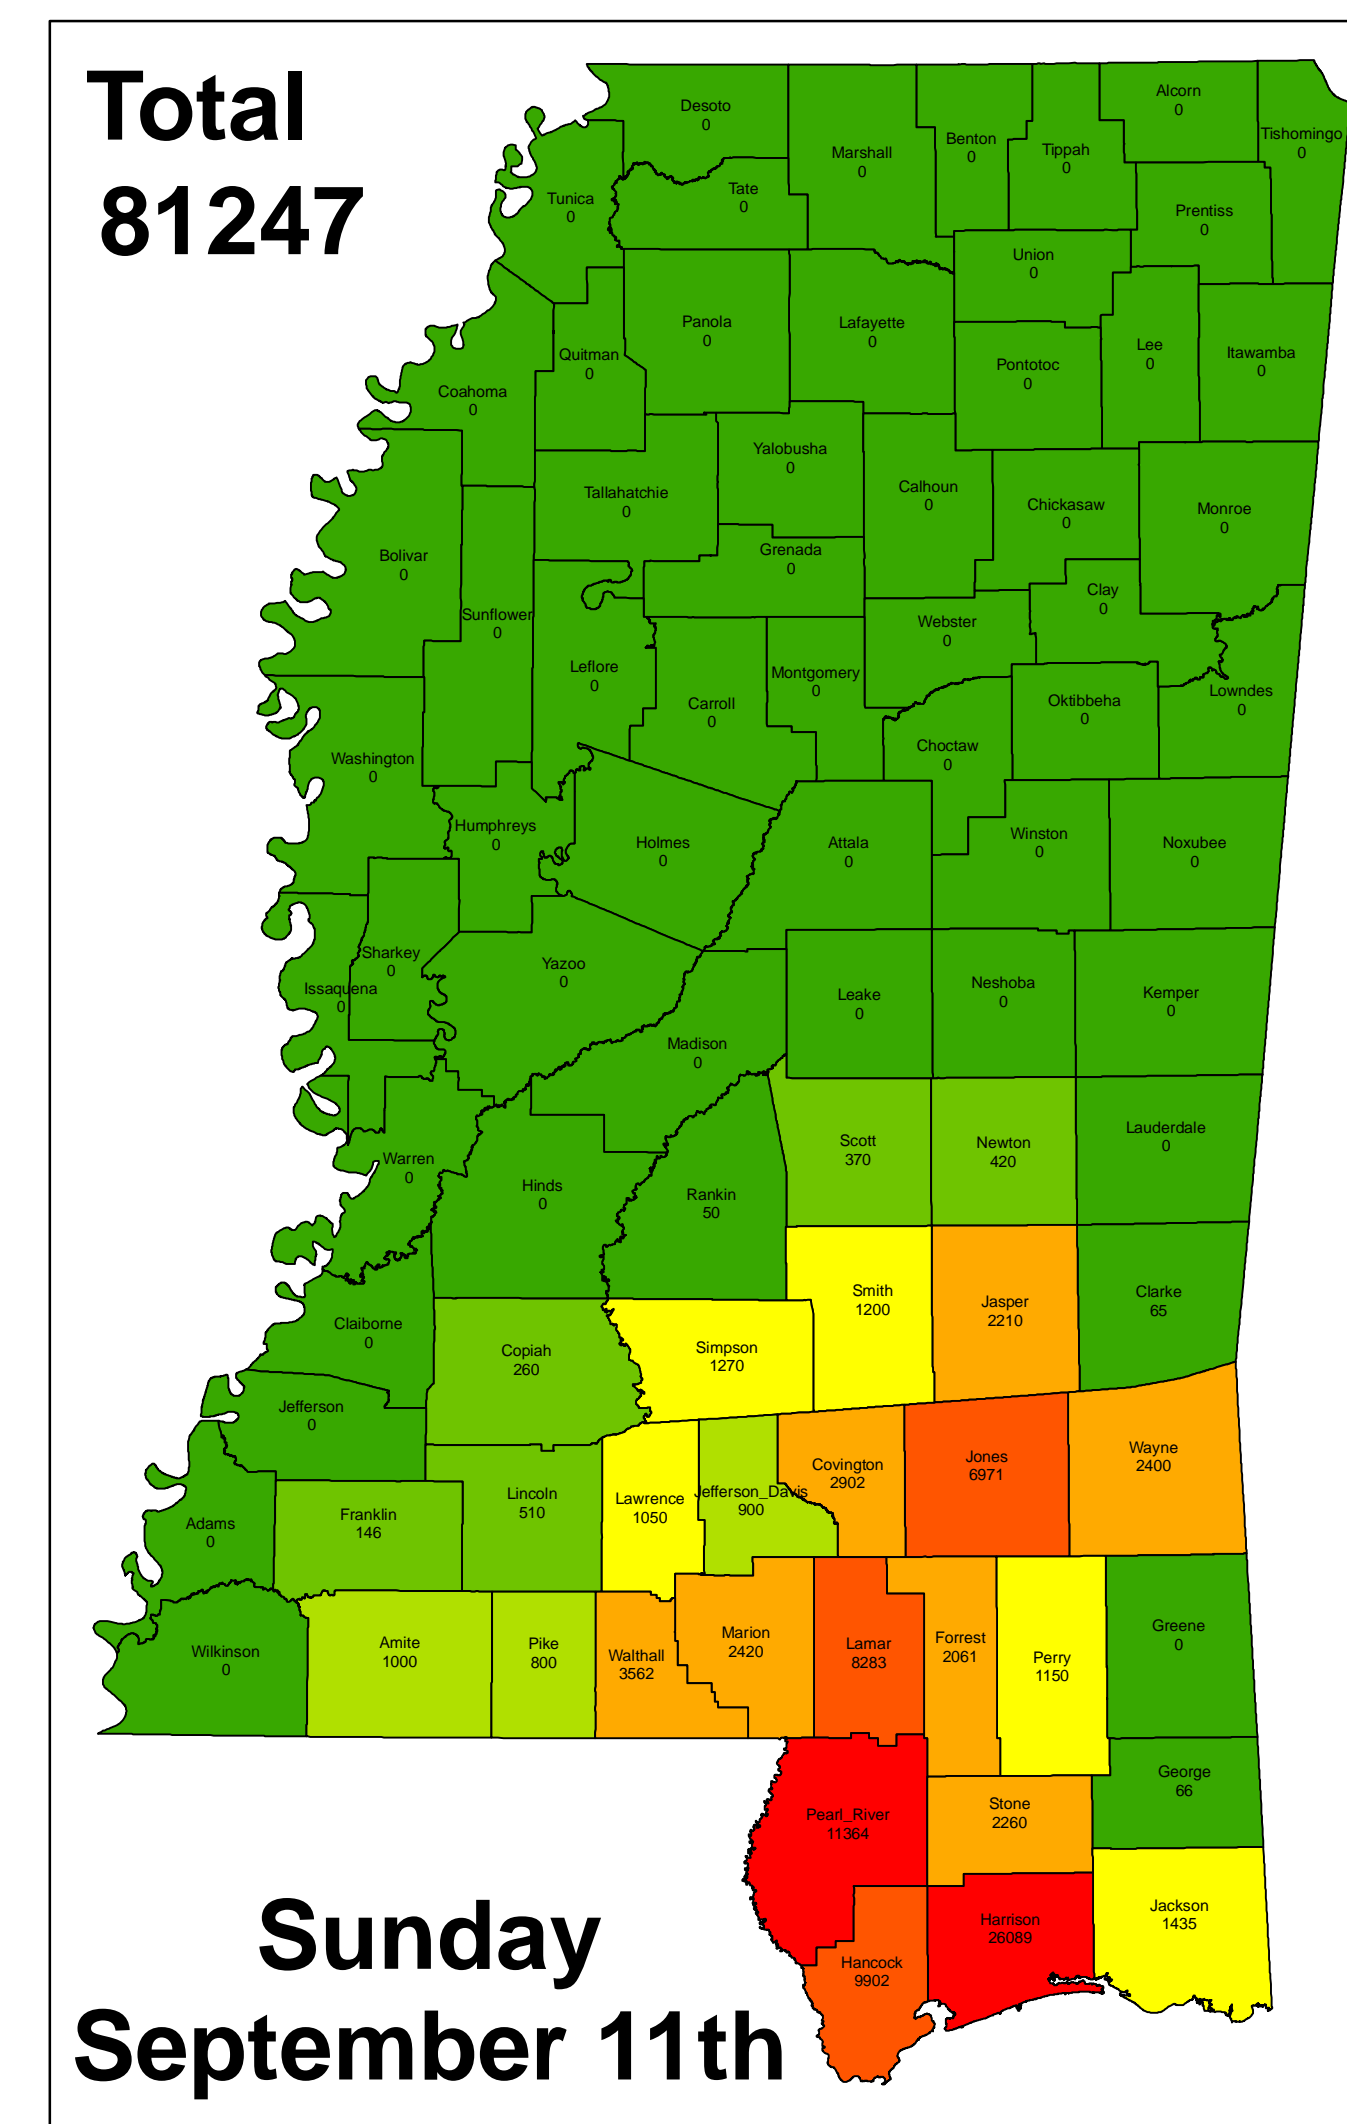 Total
81247
Desoto
0
Marshall
0
Benton
0
Tippah
0
Alcorn
0
Tishomingo
0
Tunica
0
Tate
0
Prentiss
0
Union
0
Panola
0
Lafayette
0
Quitman
0
Coahoma
0
Pontotoc
0
Lee
0
Itawamba
0
Yalobusha
0
Tallahatchie
0
Calhoun
0
Chickasaw
0
Monroe
0
Bolivar
0
Grenada
0
Sunflower
0
Clay
0
Webster
0
Leflore
0
Montgomery
0
Carroll
0
Oktibbeha
0
Lowndes
0
Choctaw
0
Washington
0
Humphreys
0
Holmes
0
Attala
0
Winston
0
Noxubee
0
Sharkey
0
Issaquena
0
Yazoo
0
Leake
0
Neshoba
0
Kemper
0
Madison
0
Scott
370
Newton
420
Lauderdale
0
Warren
0
Hinds
0
Rankin
50
Smith
1200
Jasper
2210
Clarke
65
Claiborne
0
Copiah
260
Simpson
1270
Jefferson
0
Covington
2902
Jones
6971
Wayne
2400
Lincoln
510
Lawrence
1050
Jefferson_Davis
900
Adams
0
Franklin
146
Wilkinson
0
Amite
1000
Pike
800
Walthall
3562
Marion
2420
Lamar
8283
Forrest
2061
Perry
1150
Greene
0
George
66
Pearl_River
11364
Stone
2260
Harrison
26089
Jackson
1435
Hancock
9902
Sunday
September 11th